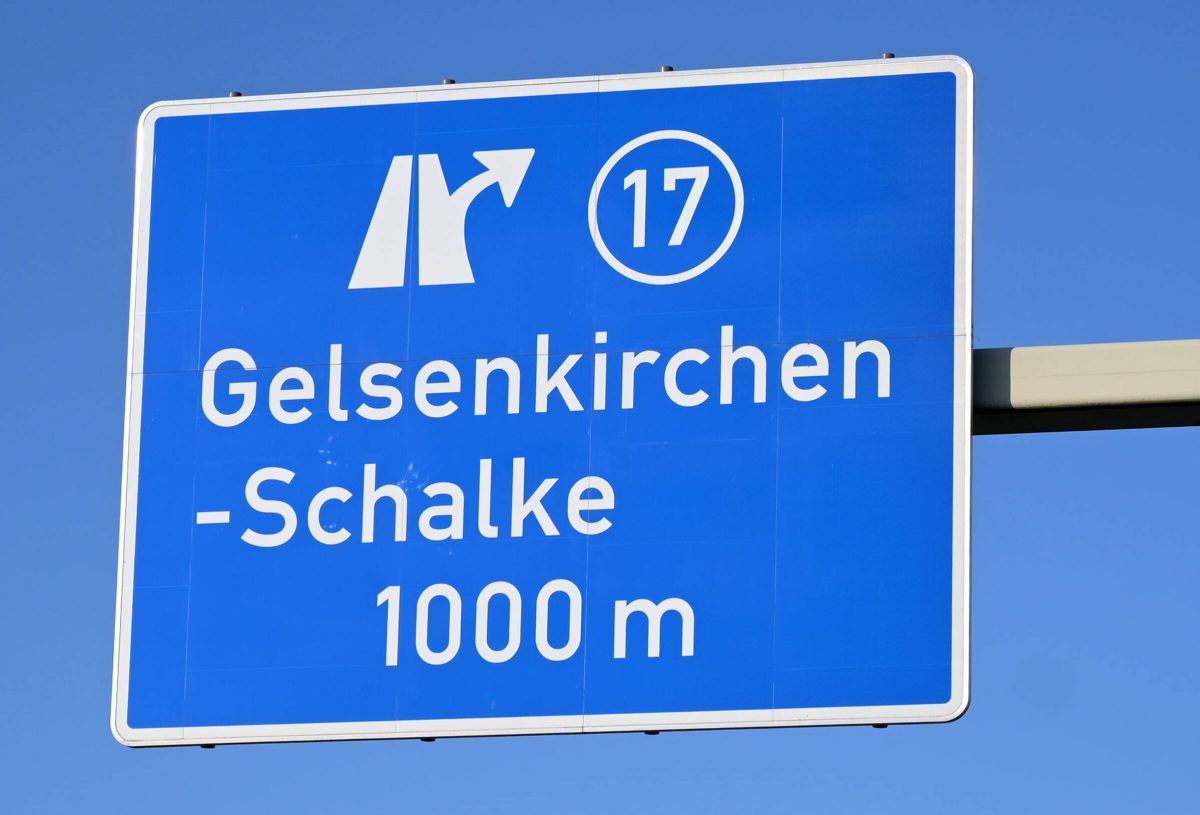 17
Gelsenkirchen
-Schalke
1000 m